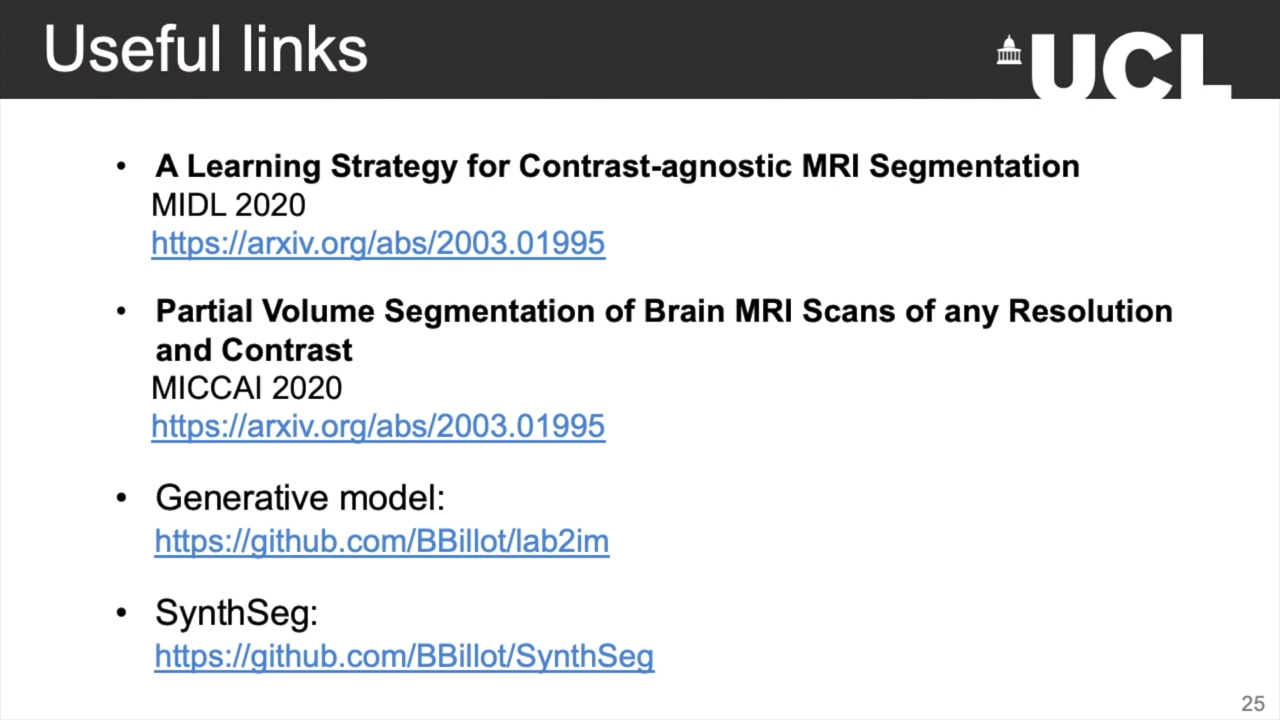 Useful links
UCL
• A Learning Strategy for Contrast-agnostic MRI Segmentation
MIDL 2020
https://arxiv.org/abs/2003.01995
• Partial Volume Segmentation of Brain MRI Scans of any Resolution
and Contrast
MICCAI 2020
https://arxiv.org/abs/2003.01995
• Generative model:
https://github.com/BBillot/lab2im
• SynthSeg:
https://github.com/BBillot/SynthSeg
25